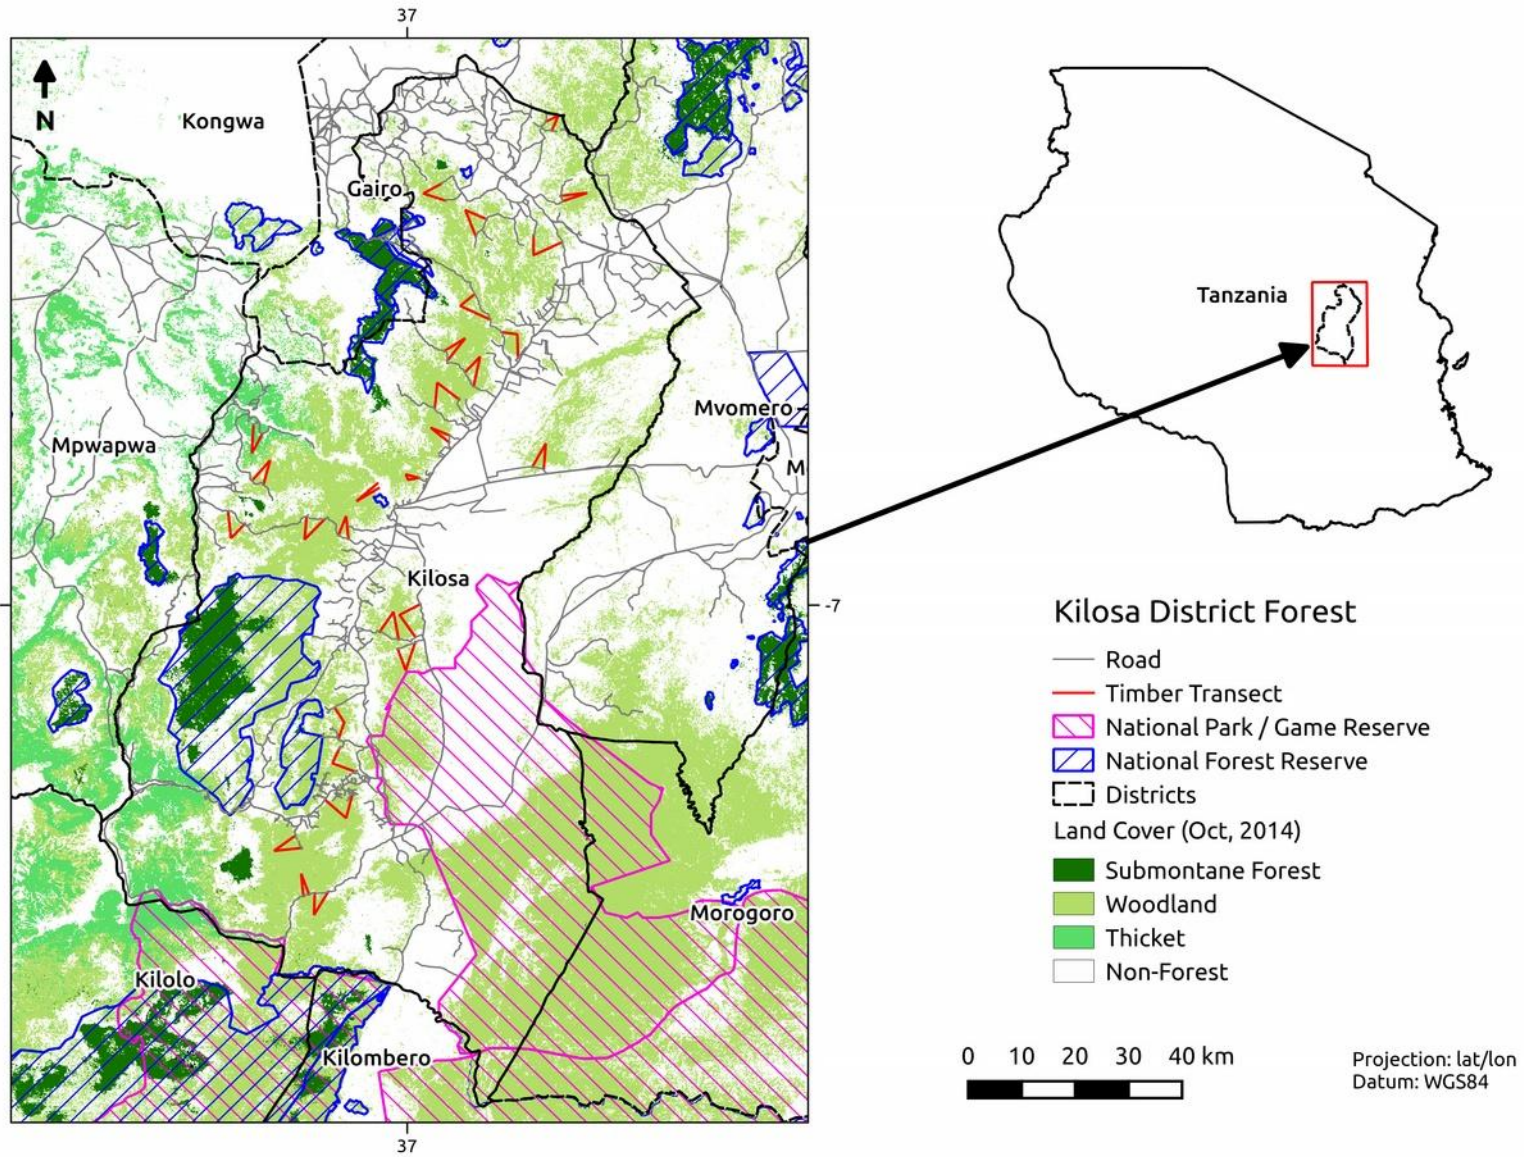 37
N
Kongwa
Gairo
Tanzania
Mvomero
Mpwapwa
M
Kilosa
-7
Kilosa District Forest
Road
Timber Transect
National Park / Game Reserve
National Forest Reserve
Districts
Land Cover (Oct, 2014)
Submontane Forest
Woodland
Thicket
Non-Forest
Morogoro
Kilolo
Kilombero
0 10 20 30 40 km
Projection: lat/lon
Datum: WGS84
37